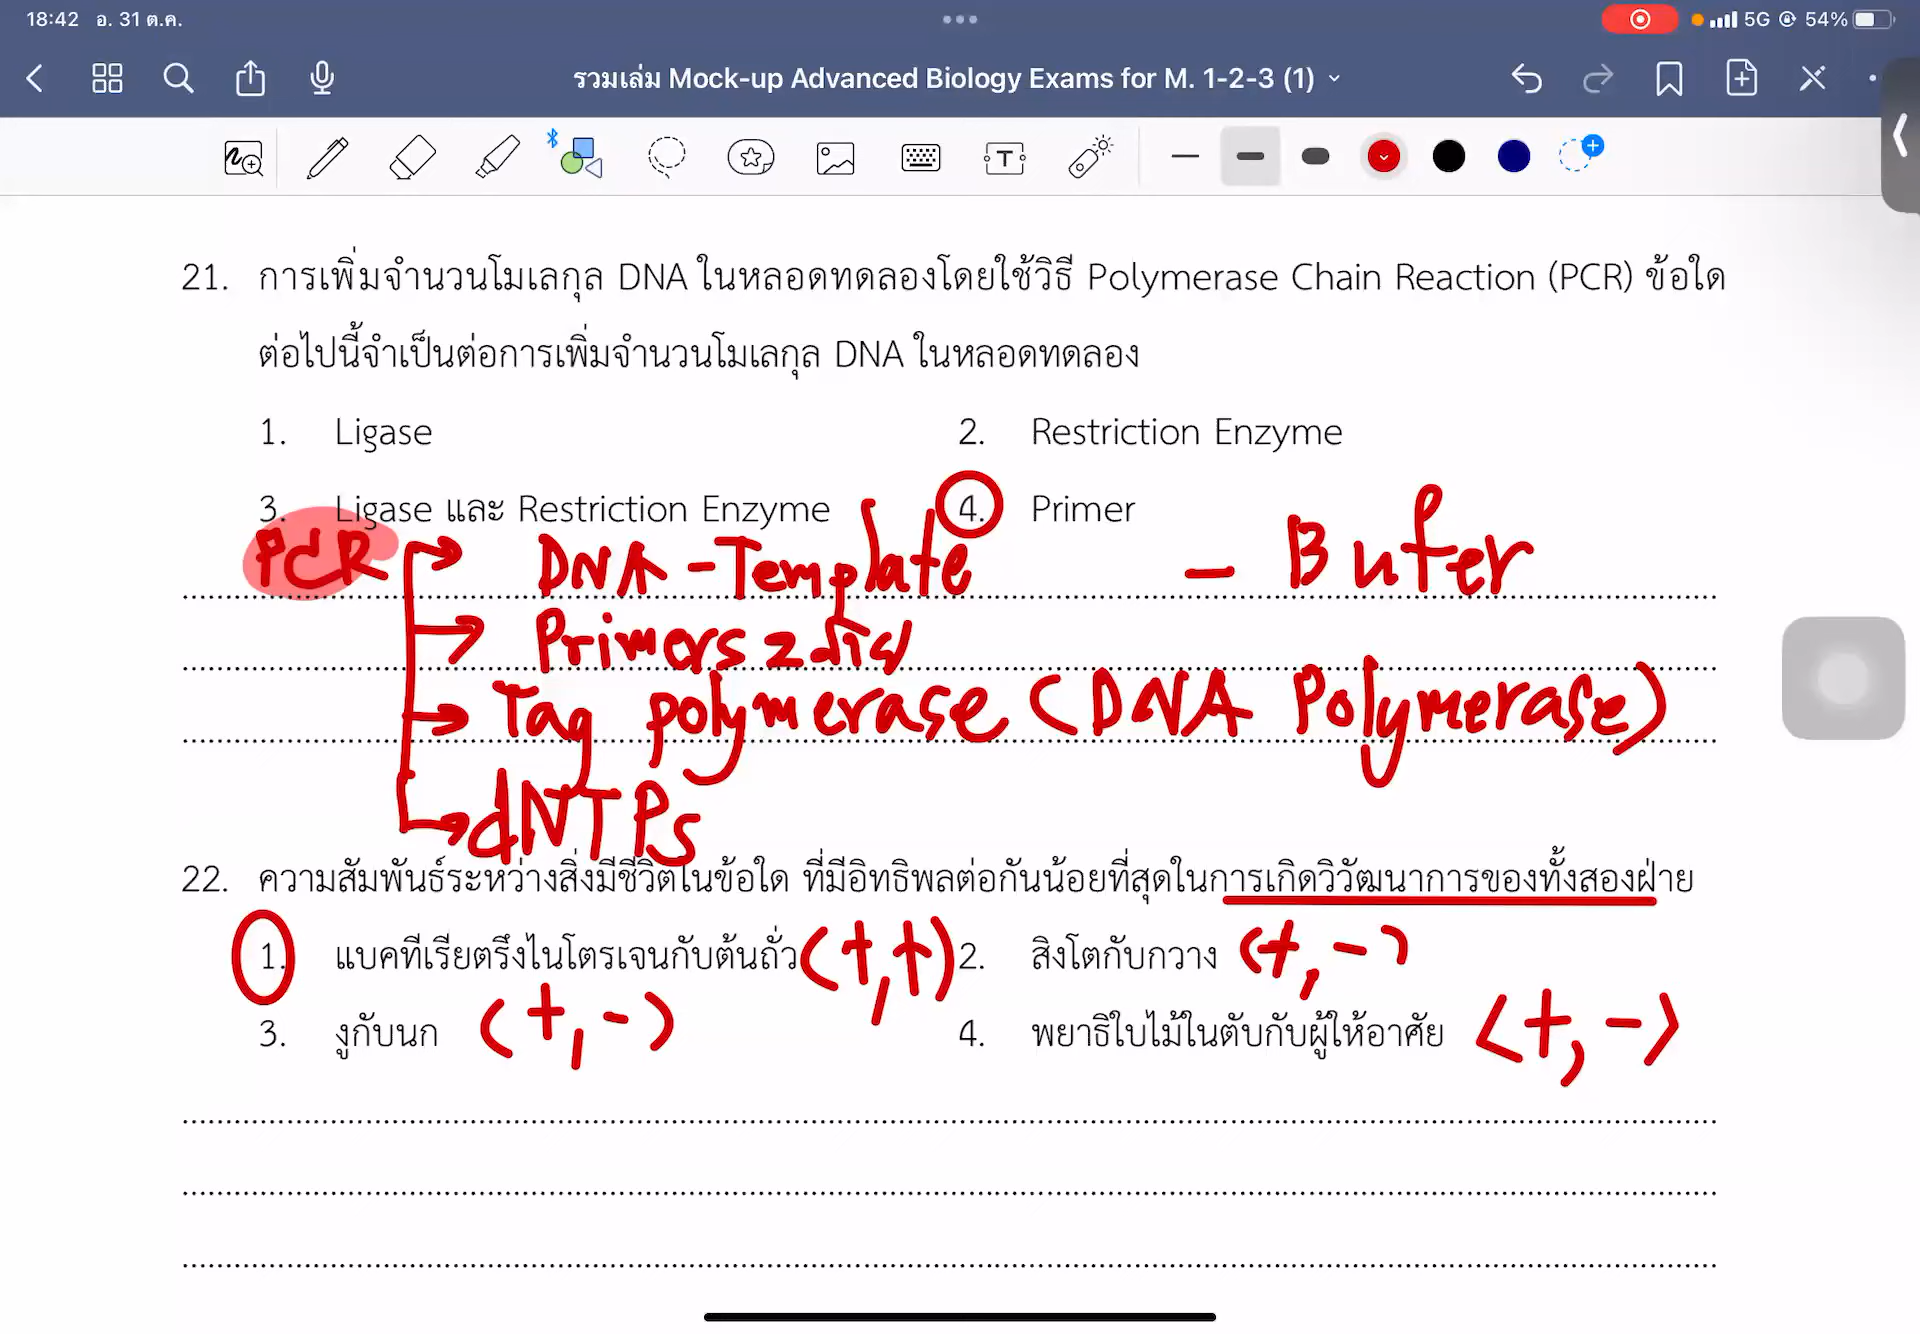 18:42 อ. 31 ต.ค.
5G 54%
รวมเล่ม Mock-up Advanced Biology Exams for M. 1-2-3 (1)
21. การเพิ่มจำนวนโมเลกุล DNA ในหลอดทดลองโดยใช้วิธี Polymerase Chain Reaction (PCR) ข้อใด
ต่อไปนี้จำเป็นต่อการเพิ่มจำนวนโมเลกุล DNA ในหลอดทดลอง
1. Ligase 2. Restriction Enzyme
3. Ligase และ Restriction Enzyme 4. Primer
PCR → DNA - Template - Bufer
→ Primers 2 สาย
→ Taq polymerase (DNA Polymerase)
→ dNTPs
22. ความสัมพันธ์ระหว่างสิ่งมีชีวิตในข้อใด ที่มีอิทธิพลต่อกันน้อยที่สุดในการเกิดวิวัฒนาการของทั้งสองฝ่าย
1. แบคทีเรียตรึงไนโตรเจนกับต้นถั่ว (+,+) 2. สิงโตกับกวาง (+,-)
3. งูกับนก (+,-) 4. พยาธิใบไม้ในตับกับผู้ให้อาศัย (+,-)